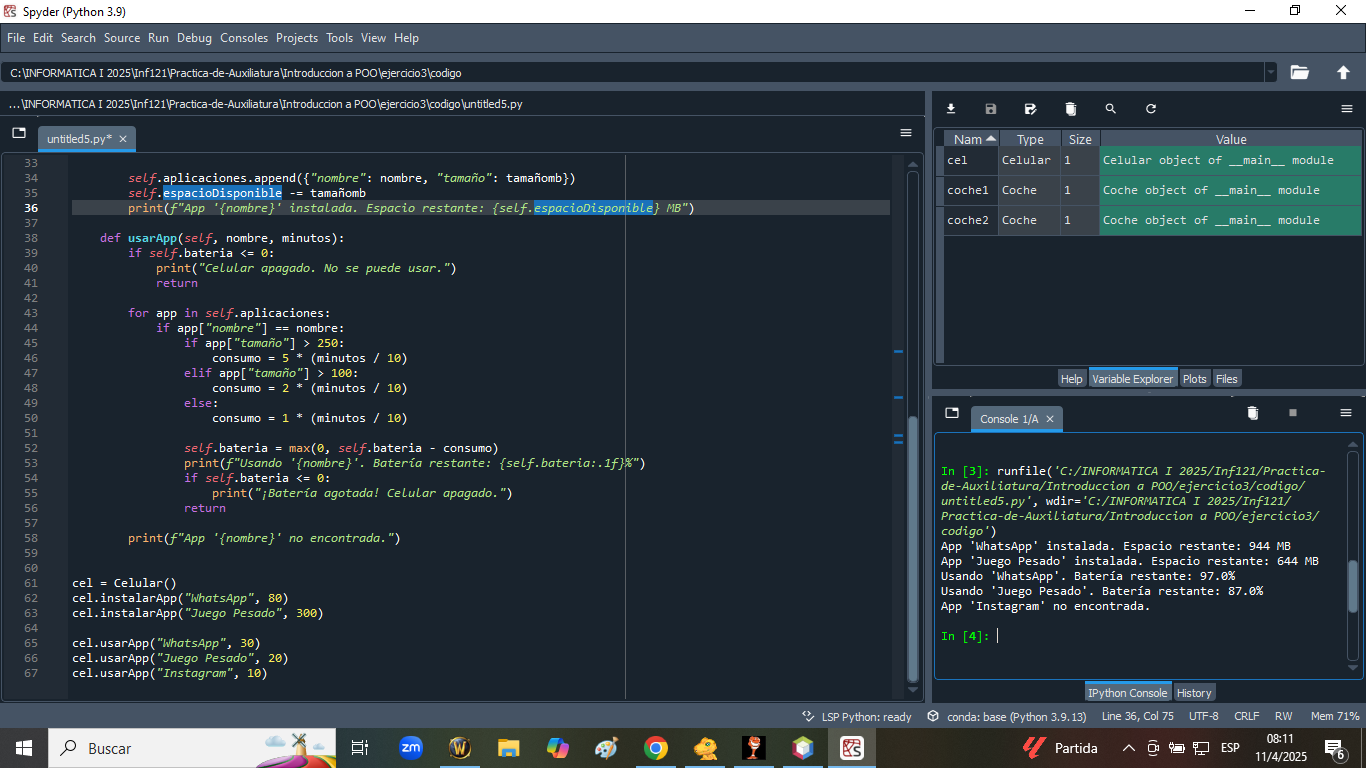 Spyder (Python 3.9)
File Edit Search Source Run Debug Consoles Projects Tools View Help
C:\INFORMATICA I 2025\Inf121\Practica-de-Auxiliatura\Introduccion a POO\ejercicio3\codigo
...\INFORMATICA I 2025\Inf121\Practica-de-Auxiliatura\Introduccion a POO\ejercicio3\codigo\untitled5.py
untitled5.py*
33
34 self.aplicaciones.append({"nombre": nombre, "tamaño": tamañomb})
35 self.espacioDisponible -= tamañomb
36 print(f"App '{nombre}' instalada. Espacio restante: {self.espacioDisponible} MB")
37
38 def usarApp(self, nombre, minutos):
39 if self.bateria <= 0:
40 print("Celular apagado. No se puede usar.")
41 return
42
43 for app in self.aplicaciones:
44 if app["nombre"] == nombre:
45 if app["tamaño"] > 250:
46 consumo = 5 * (minutos / 10)
47 elif app["tamaño"] > 100:
48 consumo = 2 * (minutos / 10)
49 else:
50 consumo = 1 * (minutos / 10)
51
52 self.bateria = max(0, self.bateria - consumo)
53 print(f"Usando '{nombre}'. Batería restante: {self.bateria:.1f}%")
54 if self.bateria <= 0:
55 print("¡Batería agotada! Celular apagado.")
56 return
57
58 print(f"App '{nombre}' no encontrada.")
59
60
61 cel = Celular()
62 cel.instalarApp("WhatsApp", 80)
63 cel.instalarApp("Juego Pesado", 300)
64
65 cel.usarApp("WhatsApp", 30)
66 cel.usarApp("Juego Pesado", 20)
67 cel.usarApp("Instagram", 10)
Nam Type Size Value
cel Celular 1 Celular object of __main__ module
coche1 Coche 1 Coche object of __main__ module
coche2 Coche 1 Coche object of __main__ module
Help Variable Explorer Plots Files
Console 1/A
In [3]: runfile('C:/INFORMATICA I 2025/Inf121/Practica-
de-Auxiliatura/Introduccion a POO/ejercicio3/codigo/
untitled5.py', wdir='C:/INFORMATICA I 2025/Inf121/
Practica-de-Auxiliatura/Introduccion a POO/ejercicio3/
codigo')
App 'WhatsApp' instalada. Espacio restante: 944 MB
App 'Juego Pesado' instalada. Espacio restante: 644 MB
Usando 'WhatsApp'. Batería restante: 97.0%
Usando 'Juego Pesado'. Batería restante: 87.0%
App 'Instagram' no encontrada.
In [4]:
IPython Console History
LSP Python: ready conda: base (Python 3.9.13) Line 36, Col 75 UTF-8 CRLF RW Mem 71%
Buscar
zm
Partida
ESP
08:11
11/4/2025
6